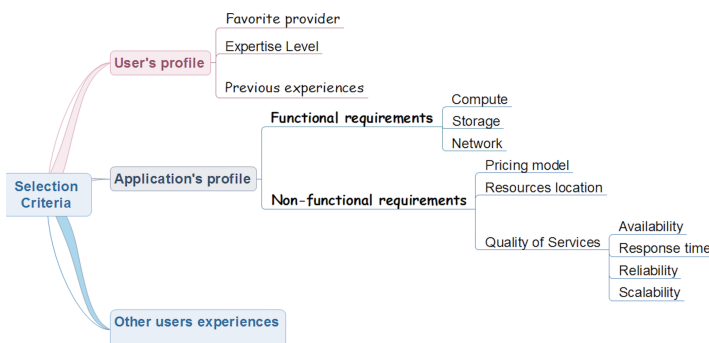 Favorite provider
Expertise Level
User's profile
Previous experiences
Compute
Functional requirements
Storage
Network
Pricing model
Application's profile
Resources location
Selection
Criteria
Non-functional requirements
Availability
Quality of Services
Response time
Reliability
Scalability
Other users experiences